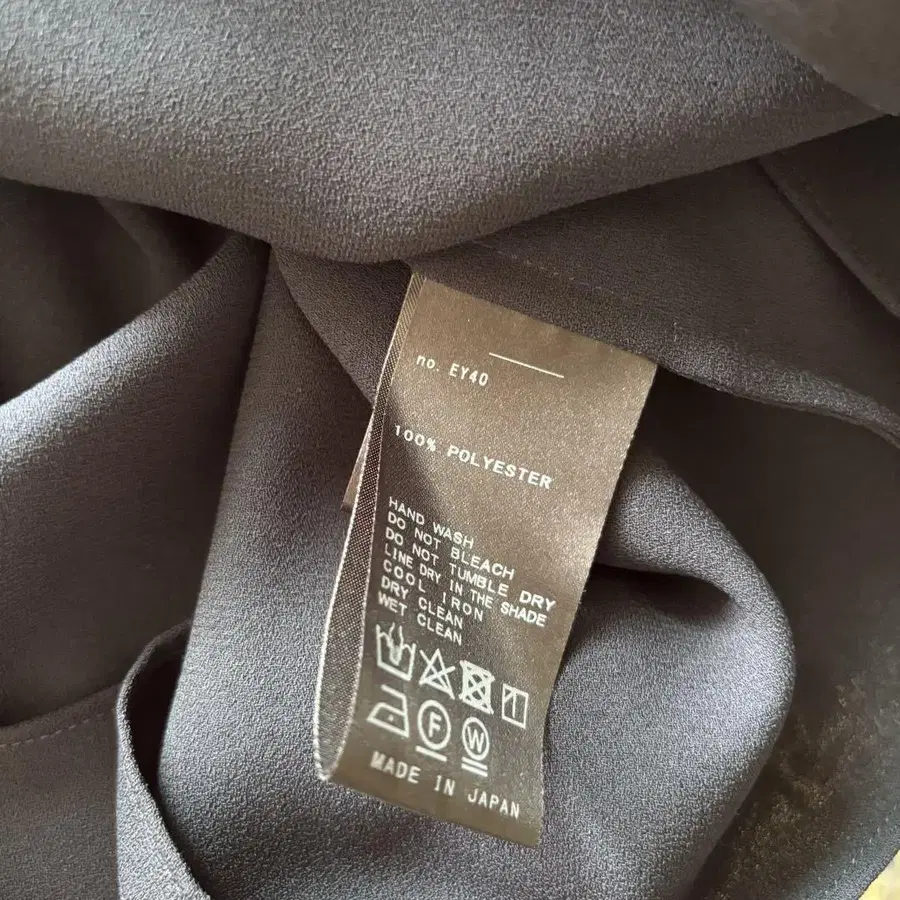 no. EY40
100% POLYESTER
HAND WASH
DO NOT BLEACH
DO NOT TUMBLE DRY
LINE DRY IN THE SHADE
COOL IRON
DRY CLEAN
WET CLEAN
F W
MADE IN JAPAN